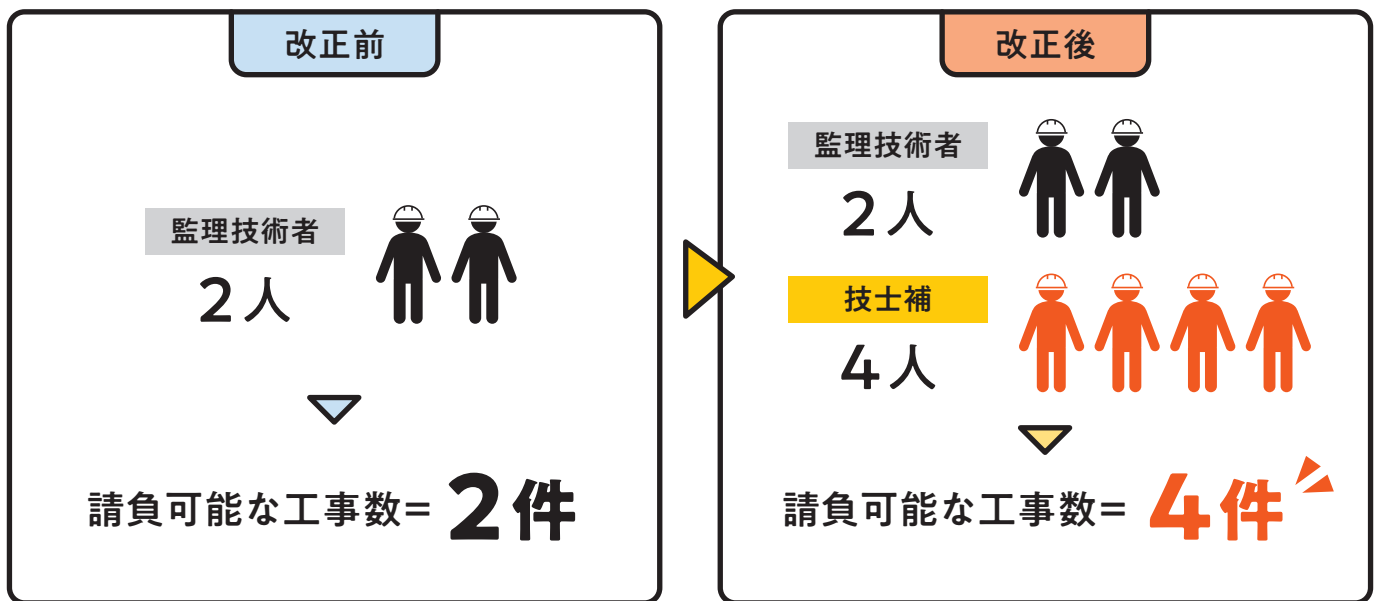 改正前
監理技術者
2人
請負可能な工事数=2件
改正後
監理技術者
2人
技士補
4人
請負可能な工事数=4件